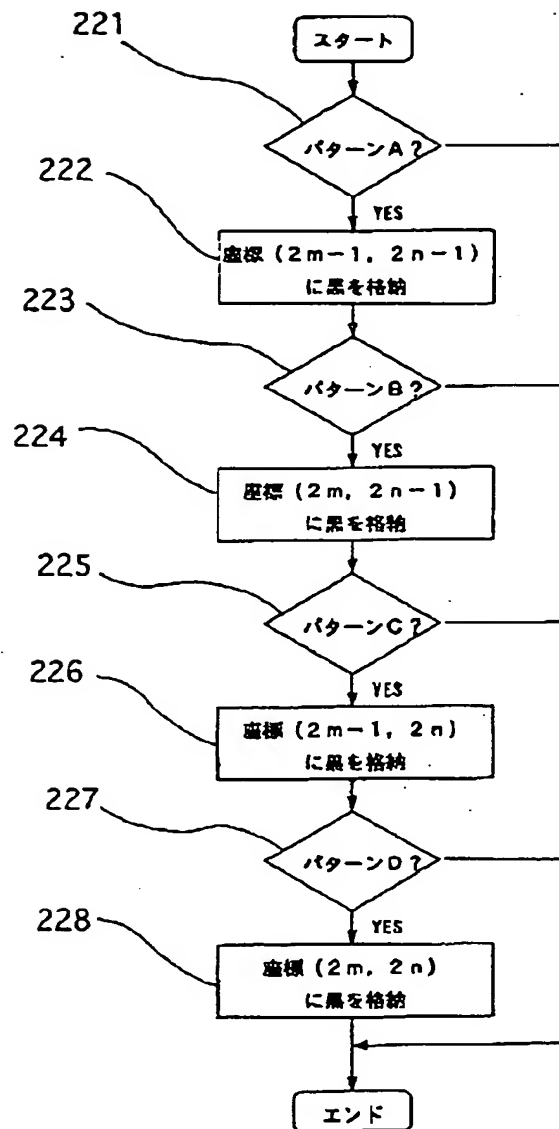 221
スタート
パターンA?
YES
222
座標 (2m-1, 2n-1)
に黒を格納
223
パターンB?
YES
224
座標 (2m, 2n-1)
に黒を格納
225
パターンC?
YES
226
座標 (2m-1, 2n)
に黒を格納
227
パターンD?
YES
228
座標 (2m, 2n)
に黒を格納
エンド